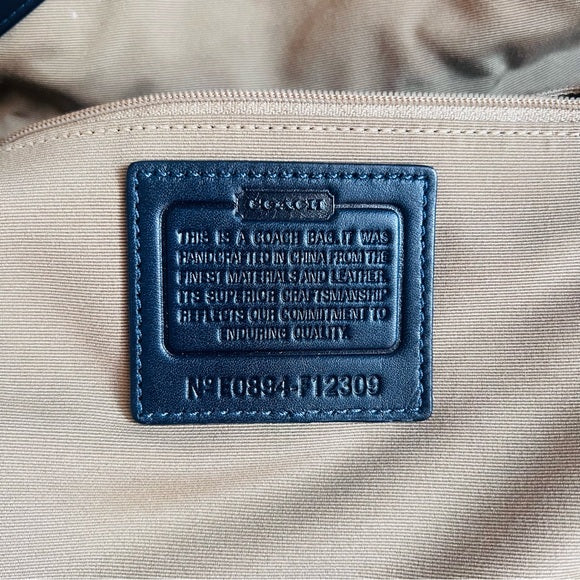 COACH
THIS IS A COACH BAG. IT WAS
HANDCRAFTED IN CHINA FROM THE
FINEST MATERIALS AND LEATHER.
ITS SUPERIOR CRAFTSMANSHIP
REFLECTS OUR COMMITMENT TO
ENDURING QUALITY.
Nº E0894-F12309